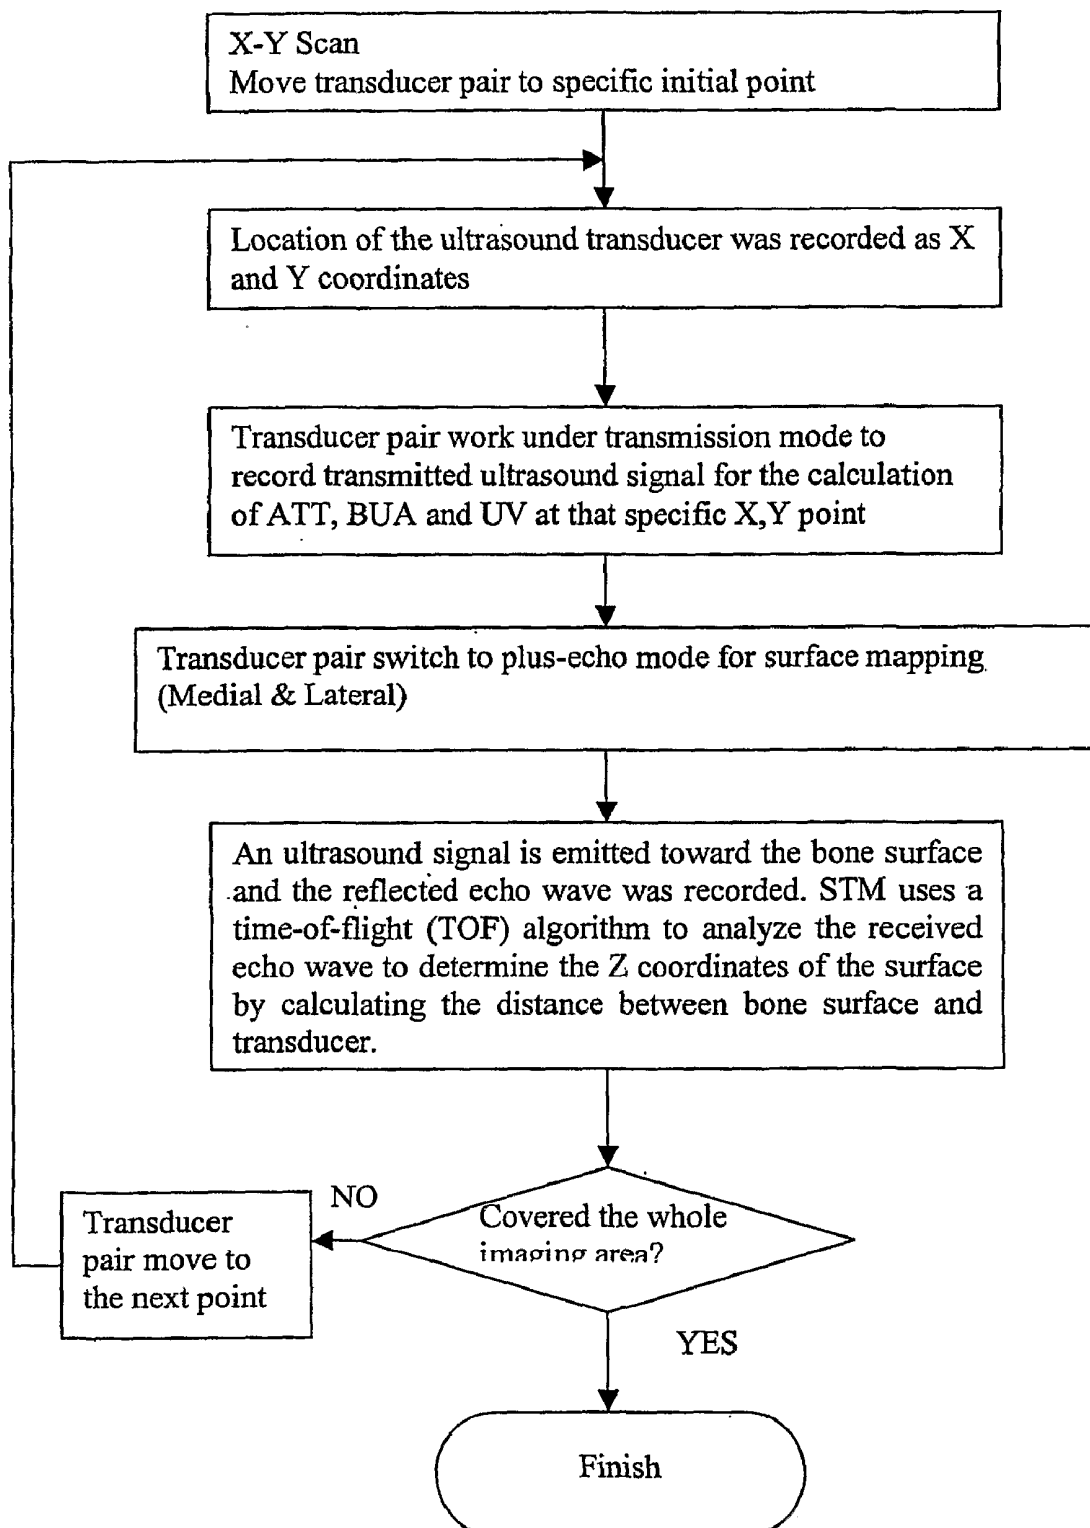 X-Y Scan
Move transducer pair to specific initial point
Location of the ultrasound transducer was recorded as X
and Y coordinates
Transducer pair work under transmission mode to
record transmitted ultrasound signal for the calculation
of ATT, BUA and UV at that specific X,Y point
Transducer pair switch to plus-echo mode for surface mapping
(Medial & Lateral)
An ultrasound signal is emitted toward the bone surface
and the reflected echo wave was recorded. STM uses a
time-of-flight (TOF) algorithm to analyze the received
echo wave to determine the Z coordinates of the surface
by calculating the distance between bone surface and
transducer.
Covered the whole
imaging area?
NO
Transducer
pair move to
the next point
YES
Finish